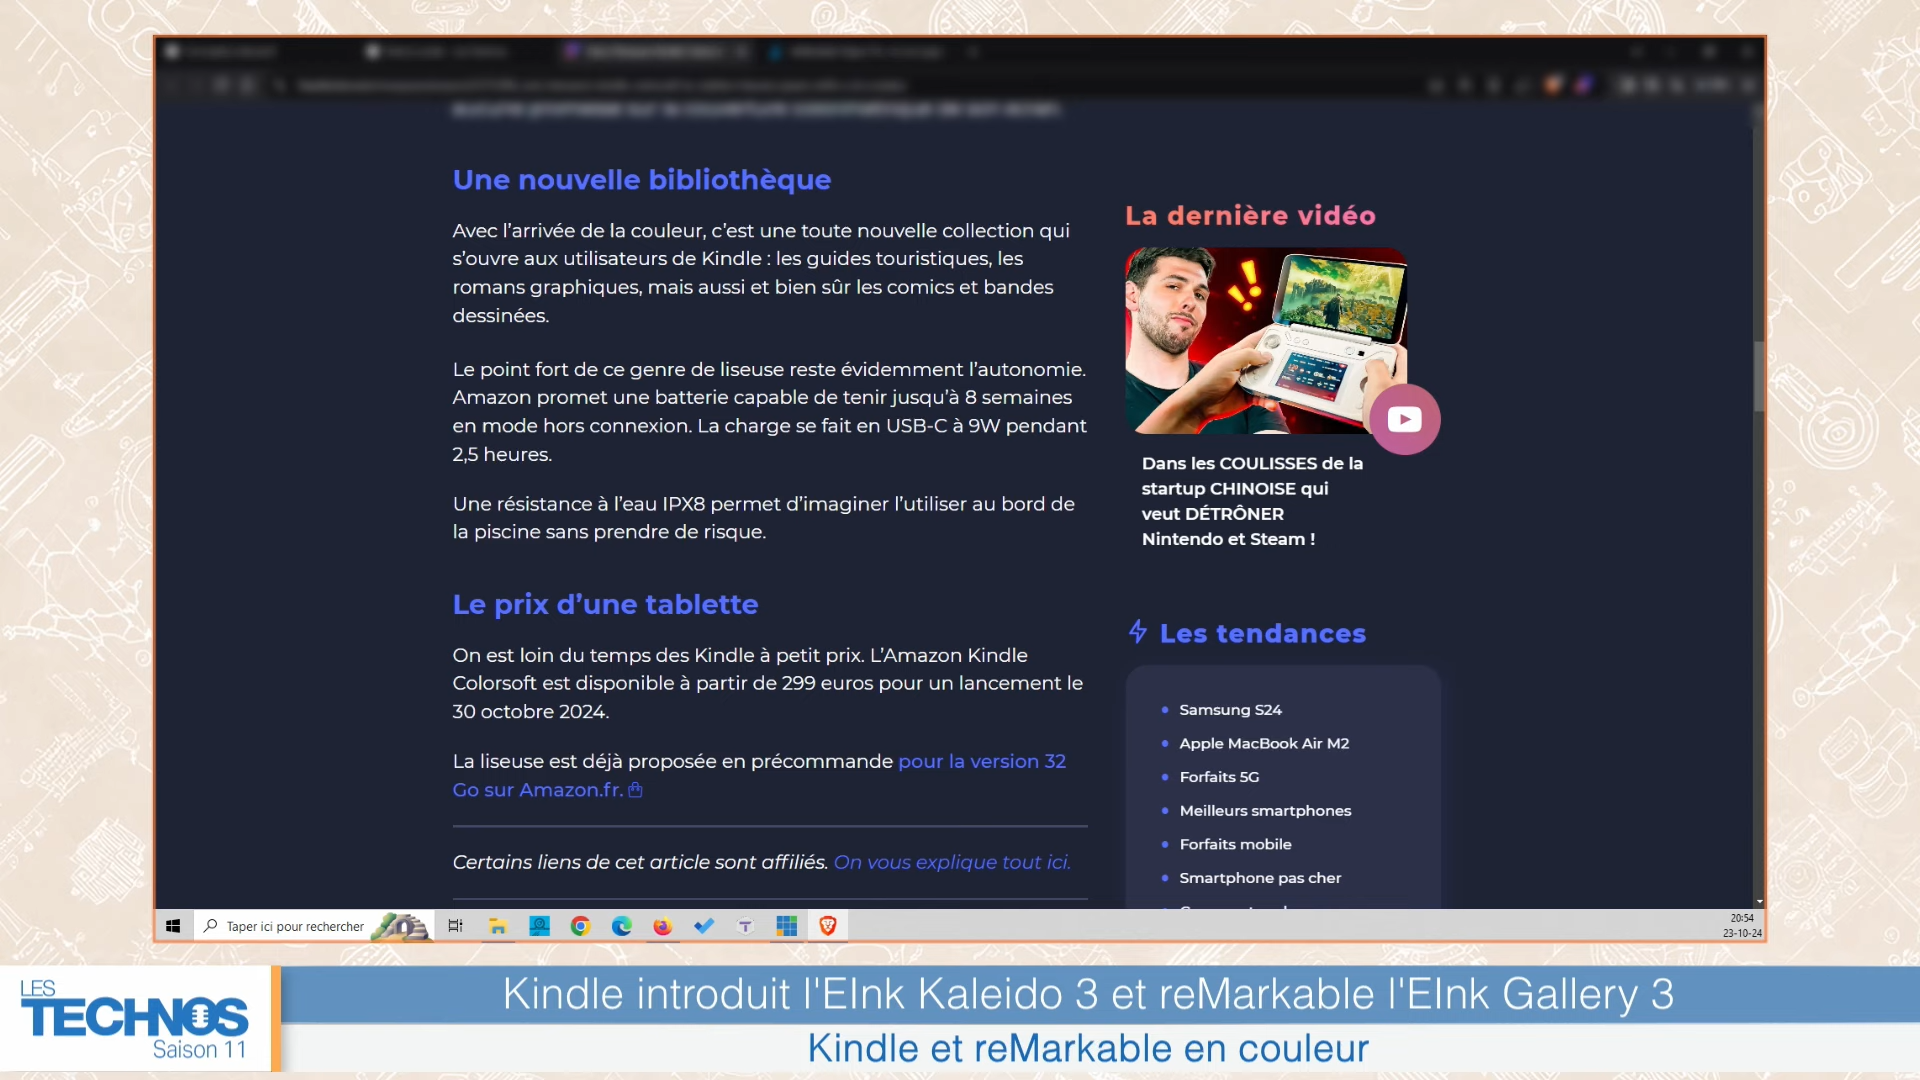 Une nouvelle bibliothèque
Avec l'arrivée de la couleur, c'est une toute nouvelle collection qui
s'ouvre aux utilisateurs de Kindle : les guides touristiques, les
romans graphiques, mais aussi et bien sûr les comics et bandes
dessinées.
Le point fort de ce genre de liseuse reste évidemment l'autonomie.
Amazon promet une batterie capable de tenir jusqu'à 8 semaines
en mode hors connexion. La charge se fait en USB-C à 9W pendant
2,5 heures.
Une résistance à l'eau IPX8 permet d'imaginer l'utiliser au bord de
la piscine sans prendre de risque.
Le prix d'une tablette
On est loin du temps des Kindle à petit prix. L'Amazon Kindle
Colorsoft est disponible à partir de 299 euros pour un lancement le
30 octobre 2024.
La liseuse est déjà proposée en précommande pour la version 32
Go sur Amazon.fr.
Certains liens de cet article sont affiliés. On vous explique tout ici.
La dernière vidéo
!!
Dans les COULISSES de la
startup CHINOISE qui
veut DÉTRÔNER
Nintendo et Steam !
Les tendances
Samsung S24
Apple MacBook Air M2
Forfaits 5G
Meilleurs smartphones
Forfaits mobile
Smartphone pas cher
Taper ici pour rechercher
20:54
23-10-24
LES
TECHNOS
Saison 11
Kindle introduit l'EInk Kaleido 3 et reMarkable l'EInk Gallery 3
Kindle et reMarkable en couleur